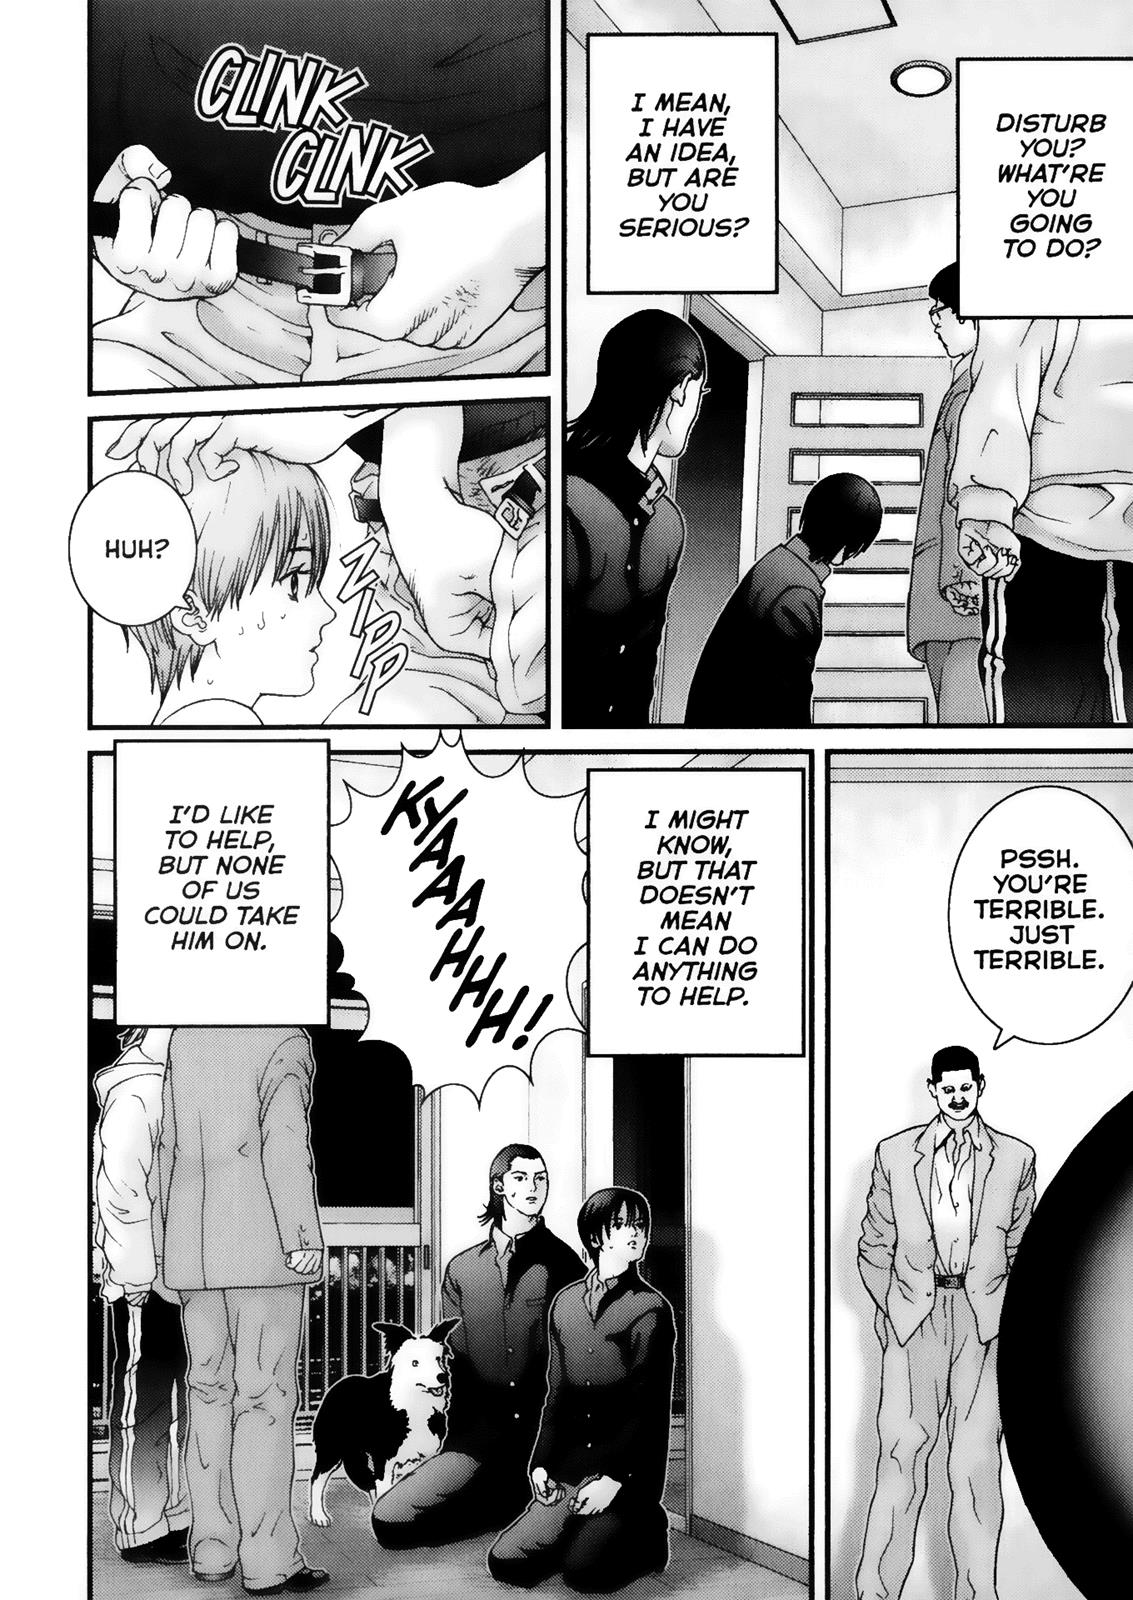 DISTURB
YOU?
WHAT'RE
YOU
GOING
TO DO?
I MEAN,
I HAVE
AN IDEA,
BUT ARE
YOU
SERIOUS?
CLINK
CLNK
HUH?
ZIPP
PSSH.
YOU'RE
TERRIBLE.
JUST
TERRIBLE.
I MIGHT
KNOW,
BUT THAT
DOESN'T
MEAN
I CAN DO
ANYTHING
TO HELP.
KYAAAHHH!
I'D LIKE
TO HELP,
BUT NONE
OF US
COULD TAKE
HIM ON.